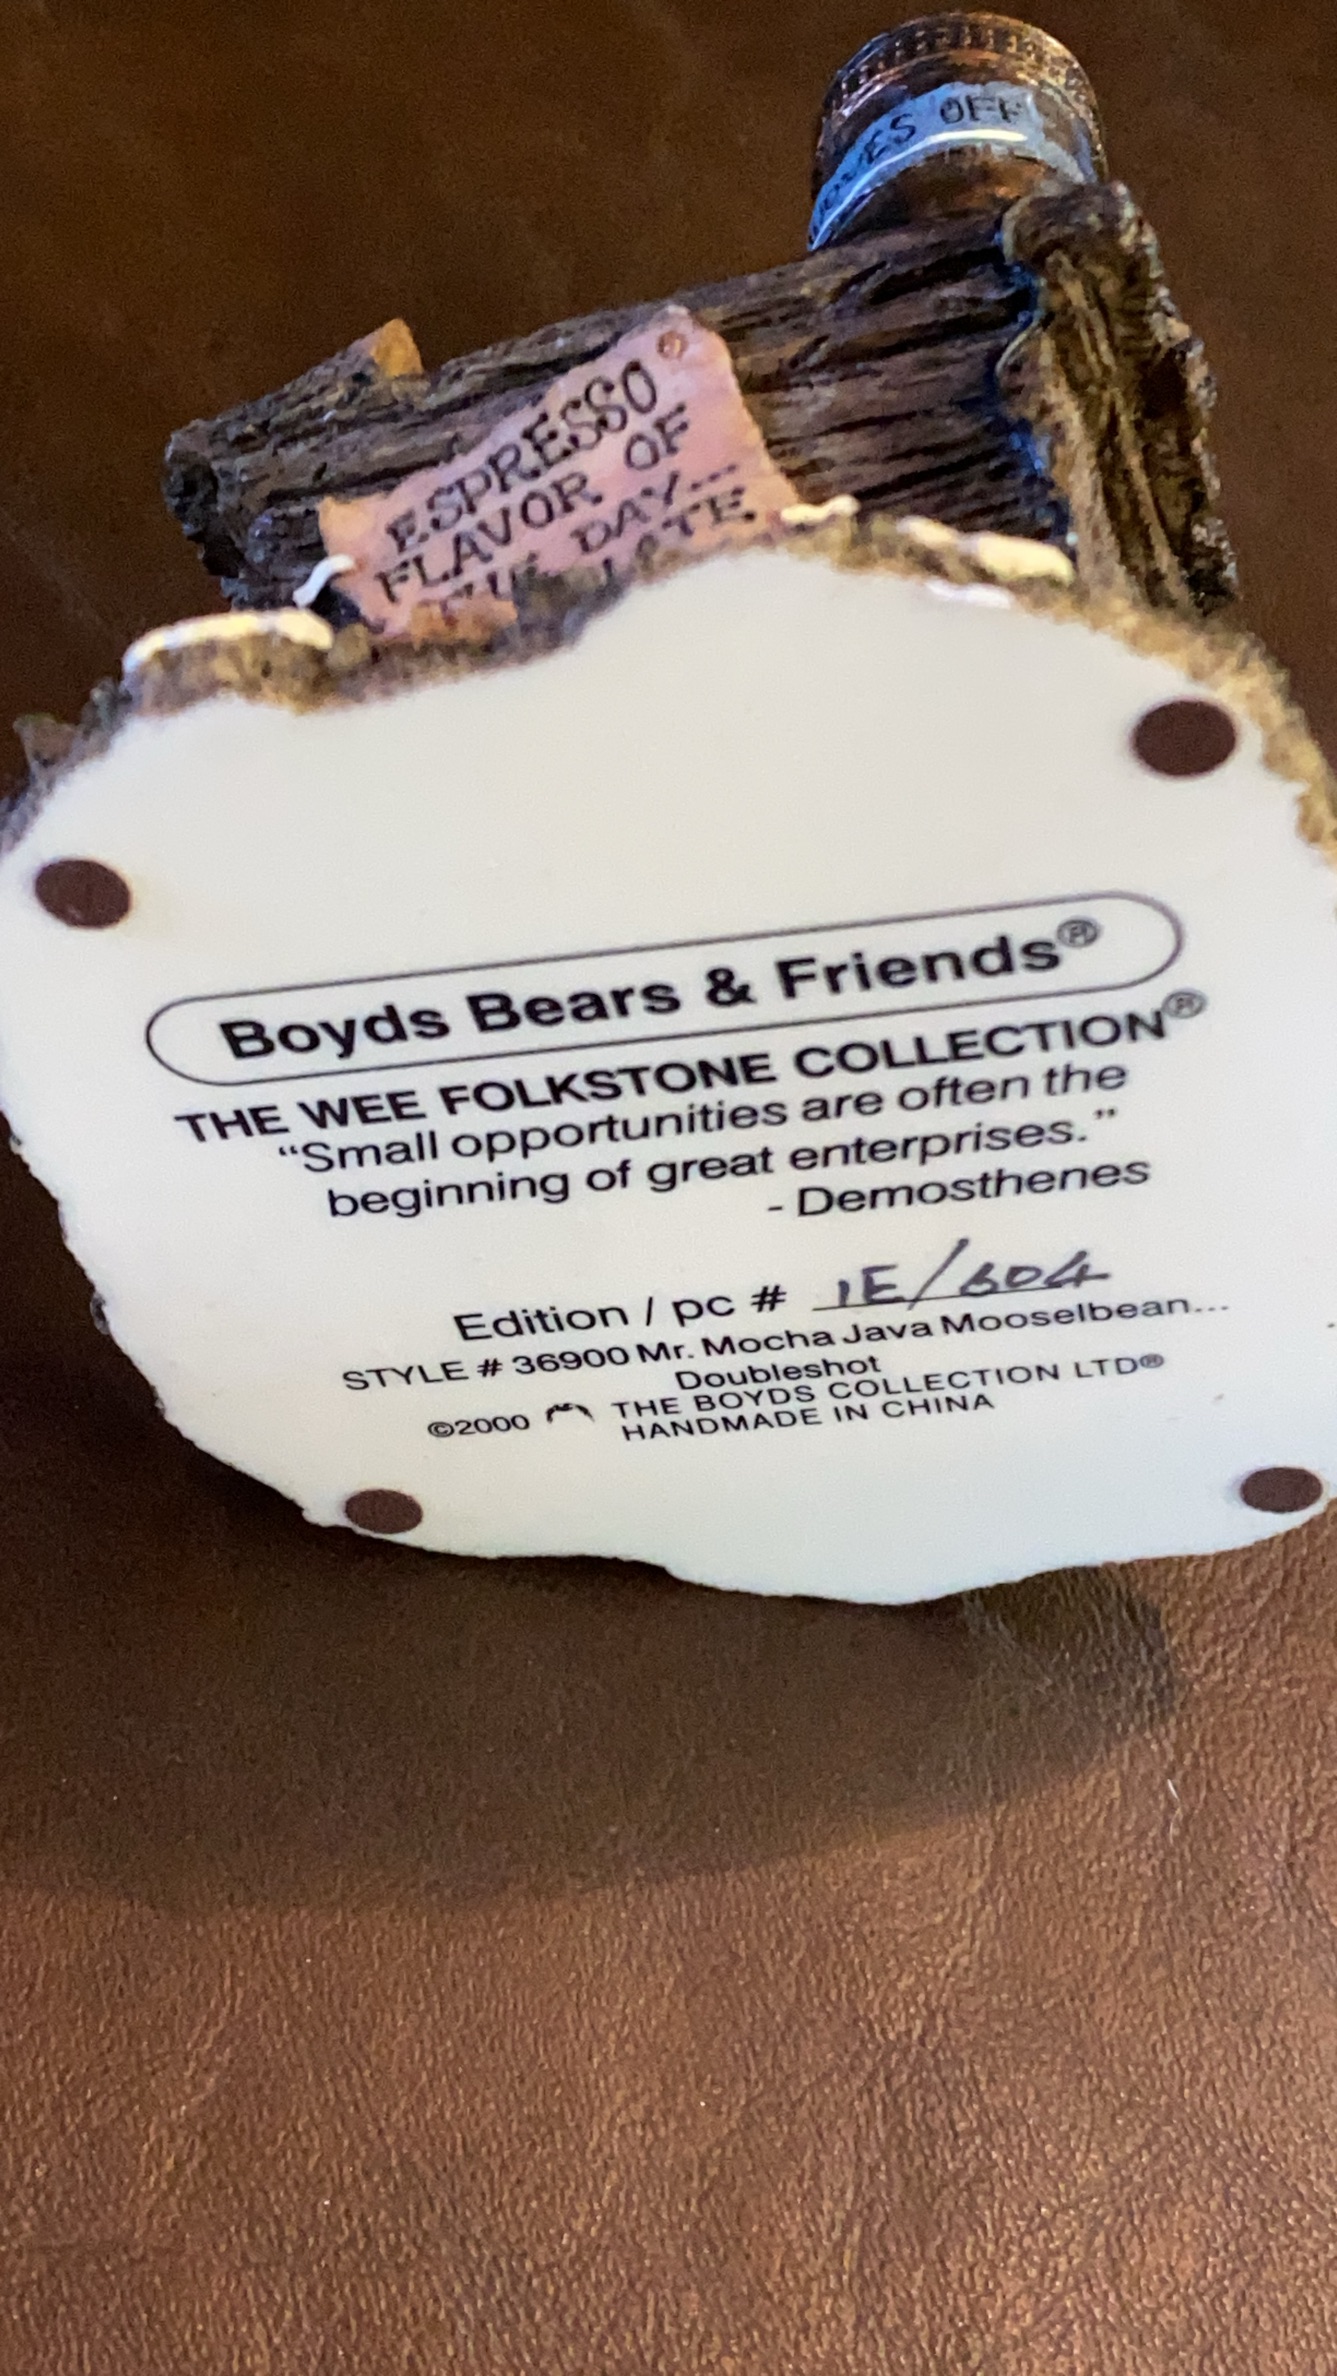 OFF
ESPRESSO
FLAVOR OF
DAY...
Boyds Bears & Friends®
THE WEE FOLKSTONE COLLECTION®
“Small opportunities are often the
beginning of great enterprises.”
- Demosthenes
Edition / pc # 1E/604
STYLE # 36900 Mr. Mocha Java Mooselbean...
Doubleshot
©2000 THE BOYDS COLLECTION LTD®
HANDMADE IN CHINA